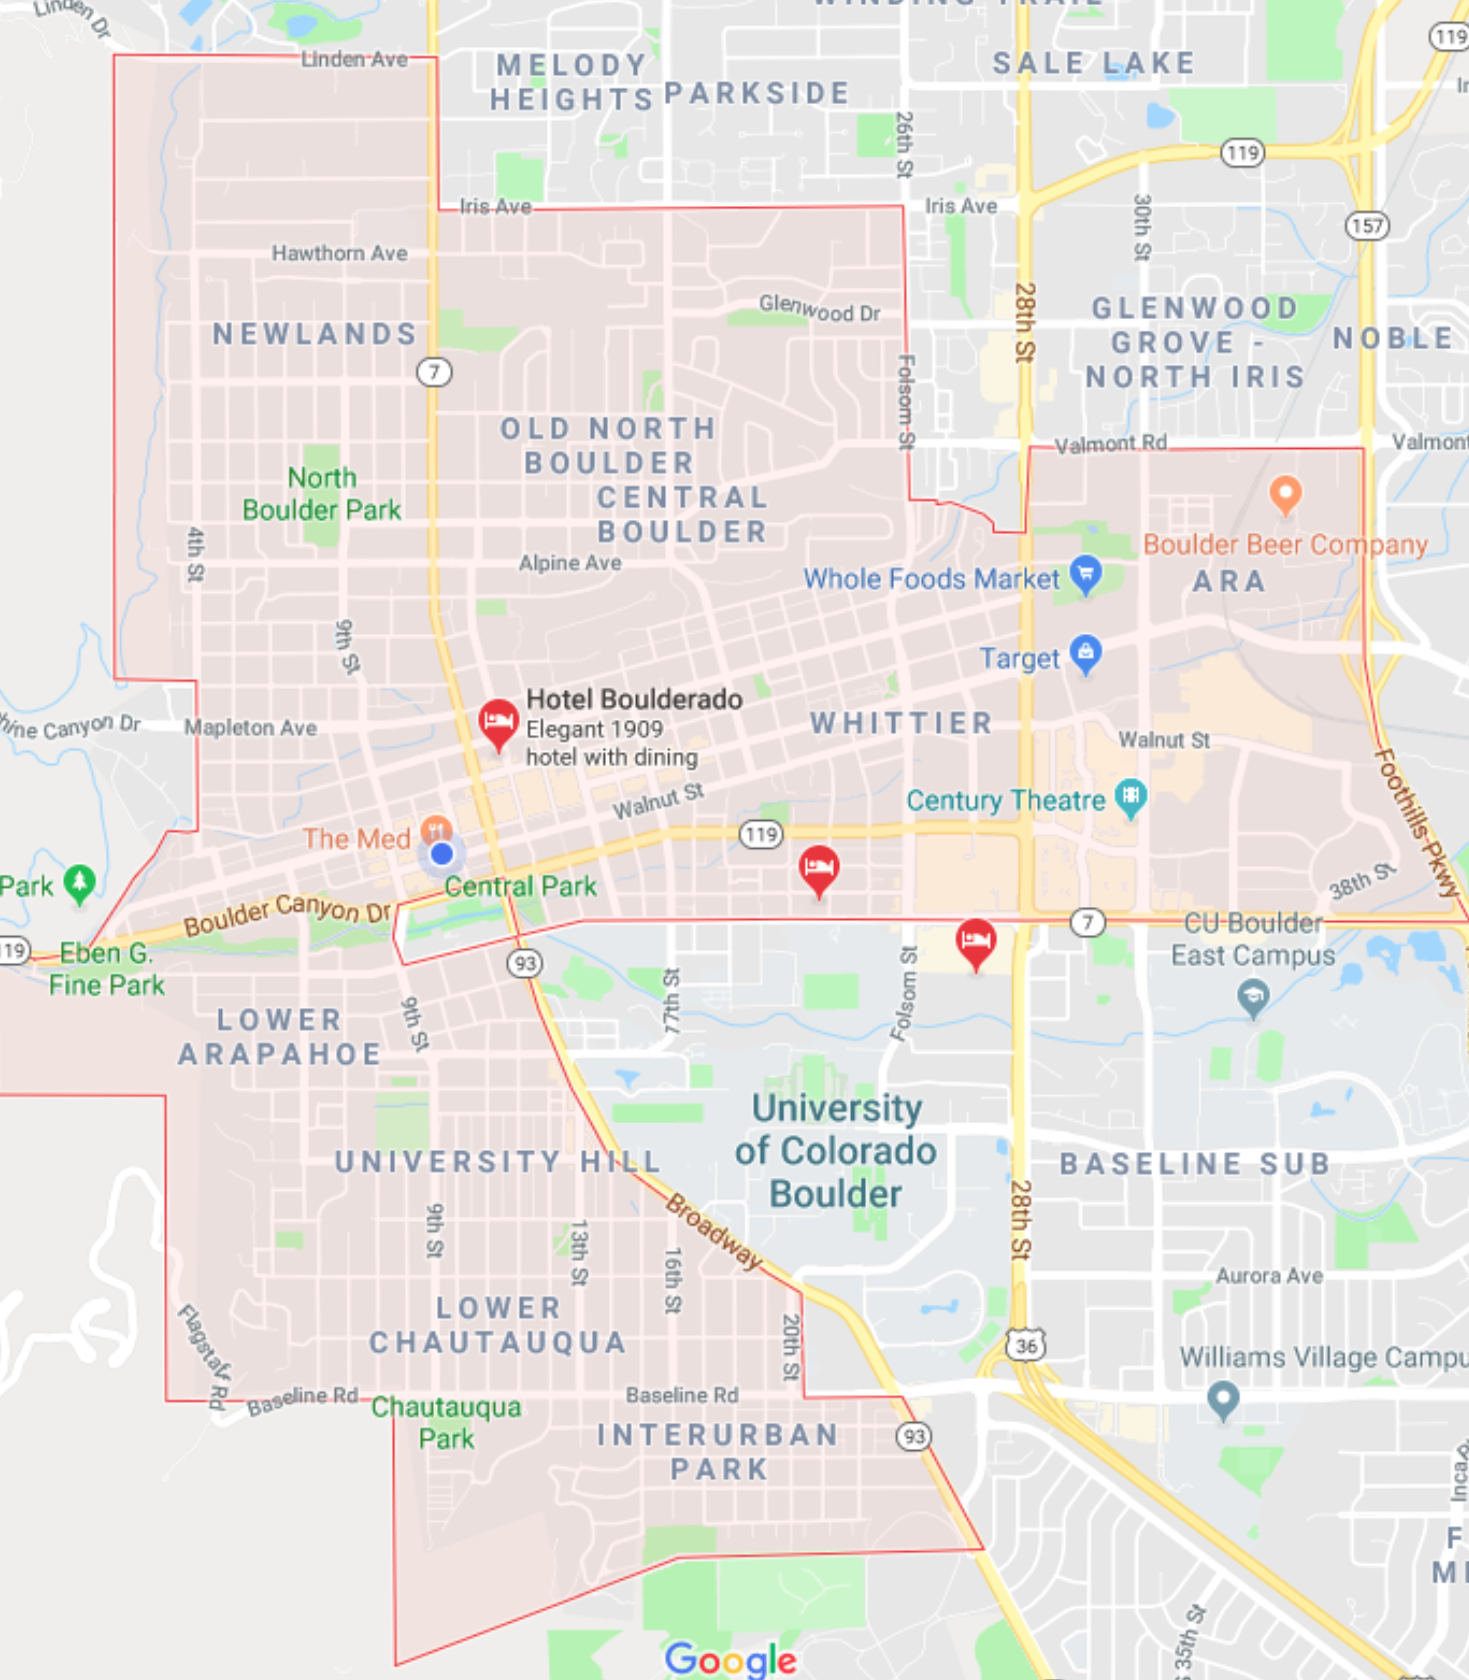 Linden Dr
WINDING TRAIL
119
Linden Ave
MELODY
HEIGHTS
PARKSIDE
SALE LAKE
26th St
119
Iris Ave
Iris Ave
30th St
157
Hawthorn Ave
Glenwood Dr
28th St
GLENWOOD
GROVE -
NORTH IRIS
NOBLE
NEWLANDS
7
Folsom St
OLD NORTH
BOULDER
CENTRAL
BOULDER
Valmont Rd
Valmont
North
Boulder Park
4th St
Alpine Ave
Boulder Beer Company
ARA
Whole Foods Market
9th St
Target
Hotel Boulderado
Elegant 1909
hotel with dining
hine Canyon Dr
Mapleton Ave
WHITTIER
Walnut St
Foothills Pkwy
Walnut St
Century Theatre
The Med
119
Park
Central Park
38th St
Boulder Canyon Dr
7
CU Boulder
East Campus
119
Eben G.
Fine Park
93
17th St
Folsom St
LOWER
ARAPAHOE
9th St
University
of Colorado
Boulder
UNIVERSITY HILL
BASELINE SUB
Broadway
28th St
9th St
13th St
16th St
Aurora Ave
LOWER
CHAUTAUQUA
20th St
36
Flagstaff Rd
Williams Village Campu
Baseline Rd
Chautauqua
Park
Baseline Rd
INTERURBAN
PARK
93
Inca P
F
M
S 35th St
Google